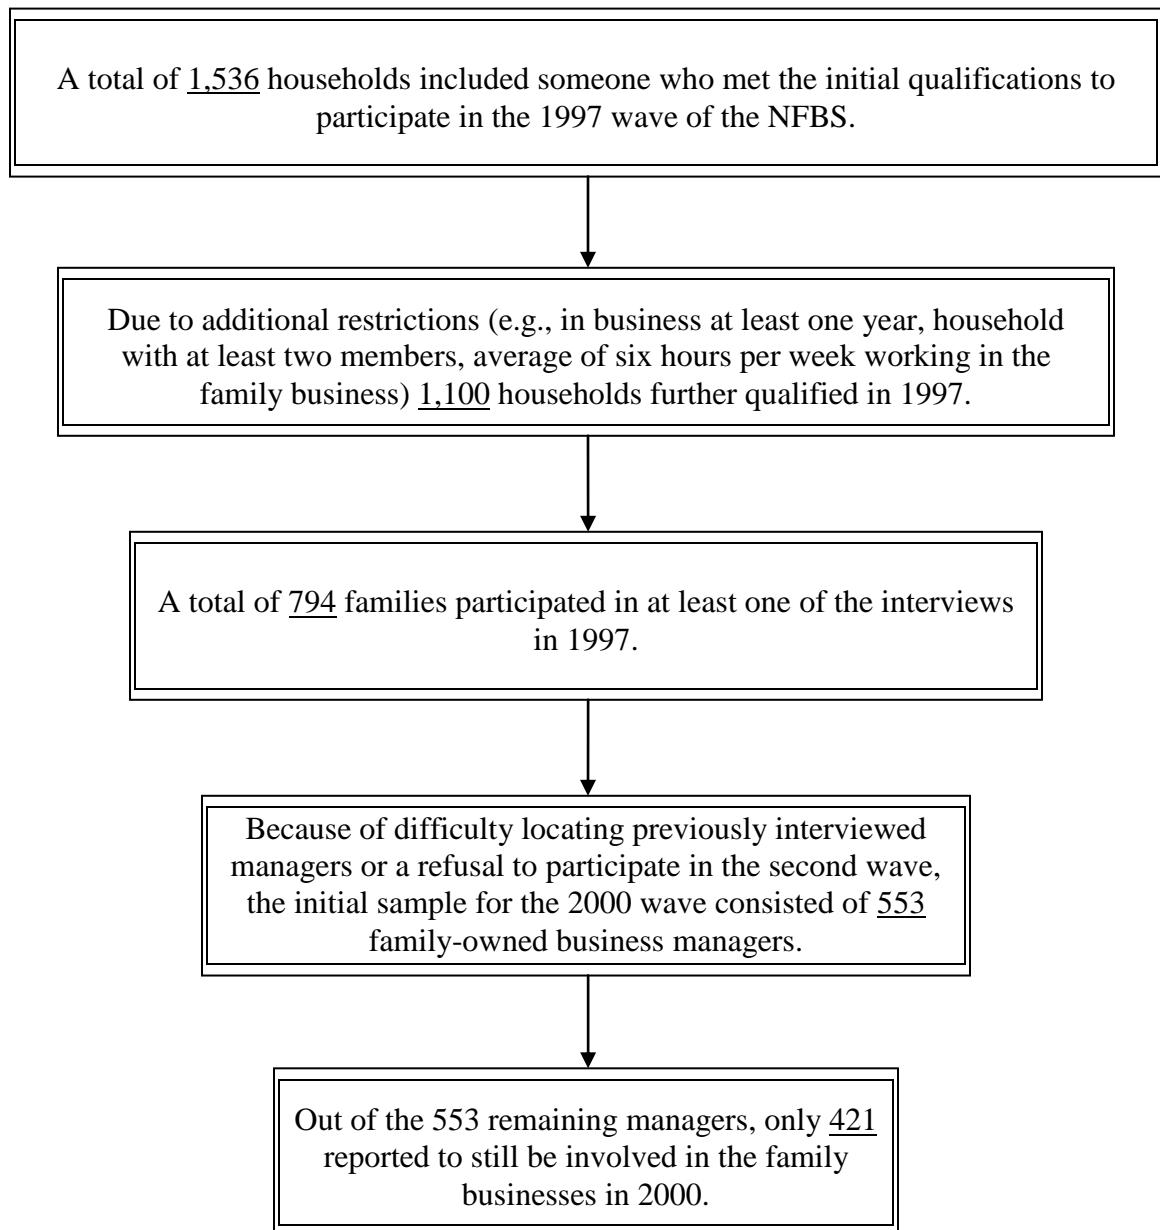 A total of 1,536 households included someone who met the initial qualifications to
participate in the 1997 wave of the NFBS.
Due to additional restrictions (e.g., in business at least one year, household
with at least two members, average of six hours per week working in the
family business) 1,100 households further qualified in 1997.
A total of 794 families participated in at least one of the interviews
in 1997.
Because of difficulty locating previously interviewed
managers or a refusal to participate in the second wave,
the initial sample for the 2000 wave consisted of 553
family-owned business managers.
Out of the 553 remaining managers, only 421
reported to still be involved in the family
businesses in 2000.